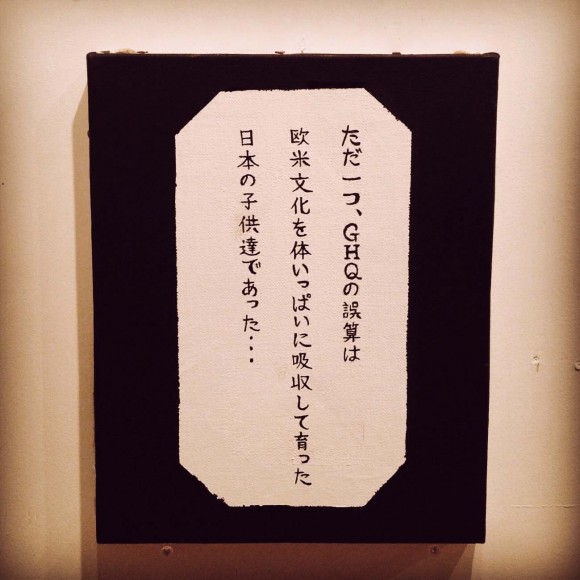 ただ一つ、GHQの誤算は
欧米文化を体いっぱいに吸収して育った
日本の子供達であった・・・